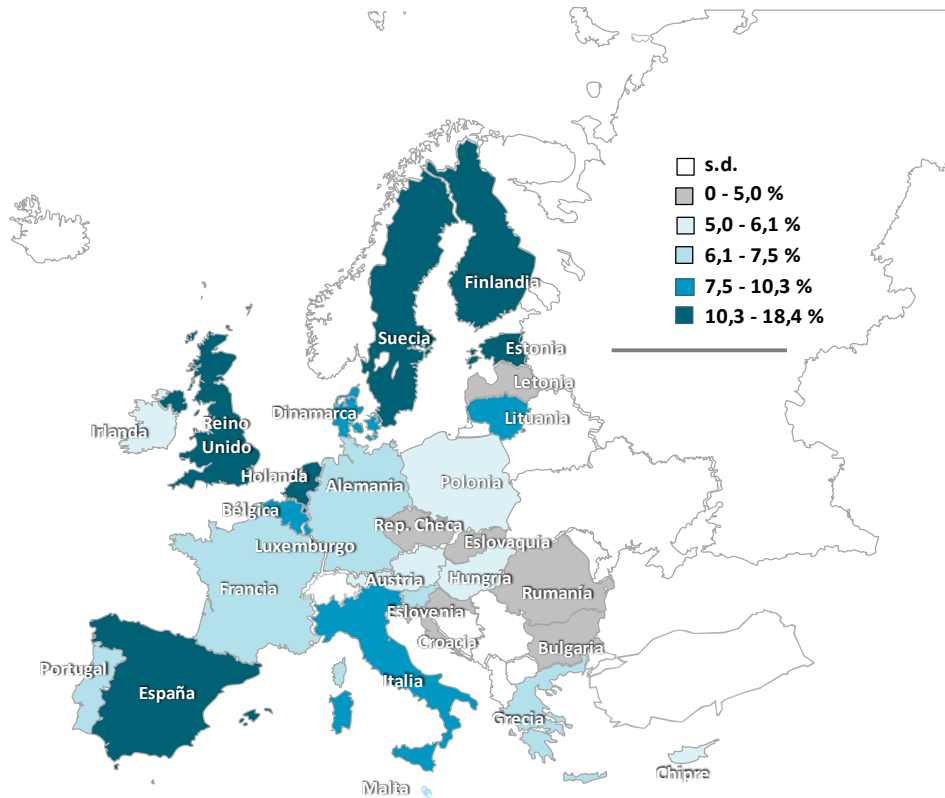 s.d.
0 - 5,0 %
5,0 - 6,1 %
6,1 - 7,5 %
7,5 - 10,3 %
10,3 - 18,4 %
Finlandia
Suecia
Estonia
Letonia
Lituania
Dinamarca
Irlanda
Reino
Unido
Holanda
Alemania
Polonia
Bélgica
Rep. Checa
Luxemburgo
Eslovaquia
Francia
Austria
Hungria
Rumanía
Eslovenia
Croacia
Bulgaria
Portugal
España
Italia
Grecia
Malta
Chipre